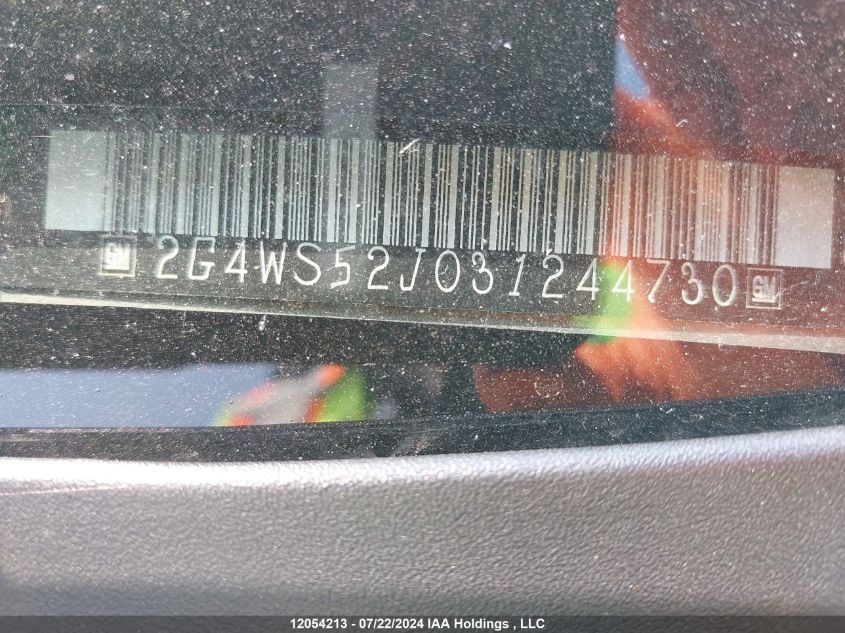 GM 2G4WS52J031244730 GM
12054213 - 07/22/2024 IAA Holdings , LLC